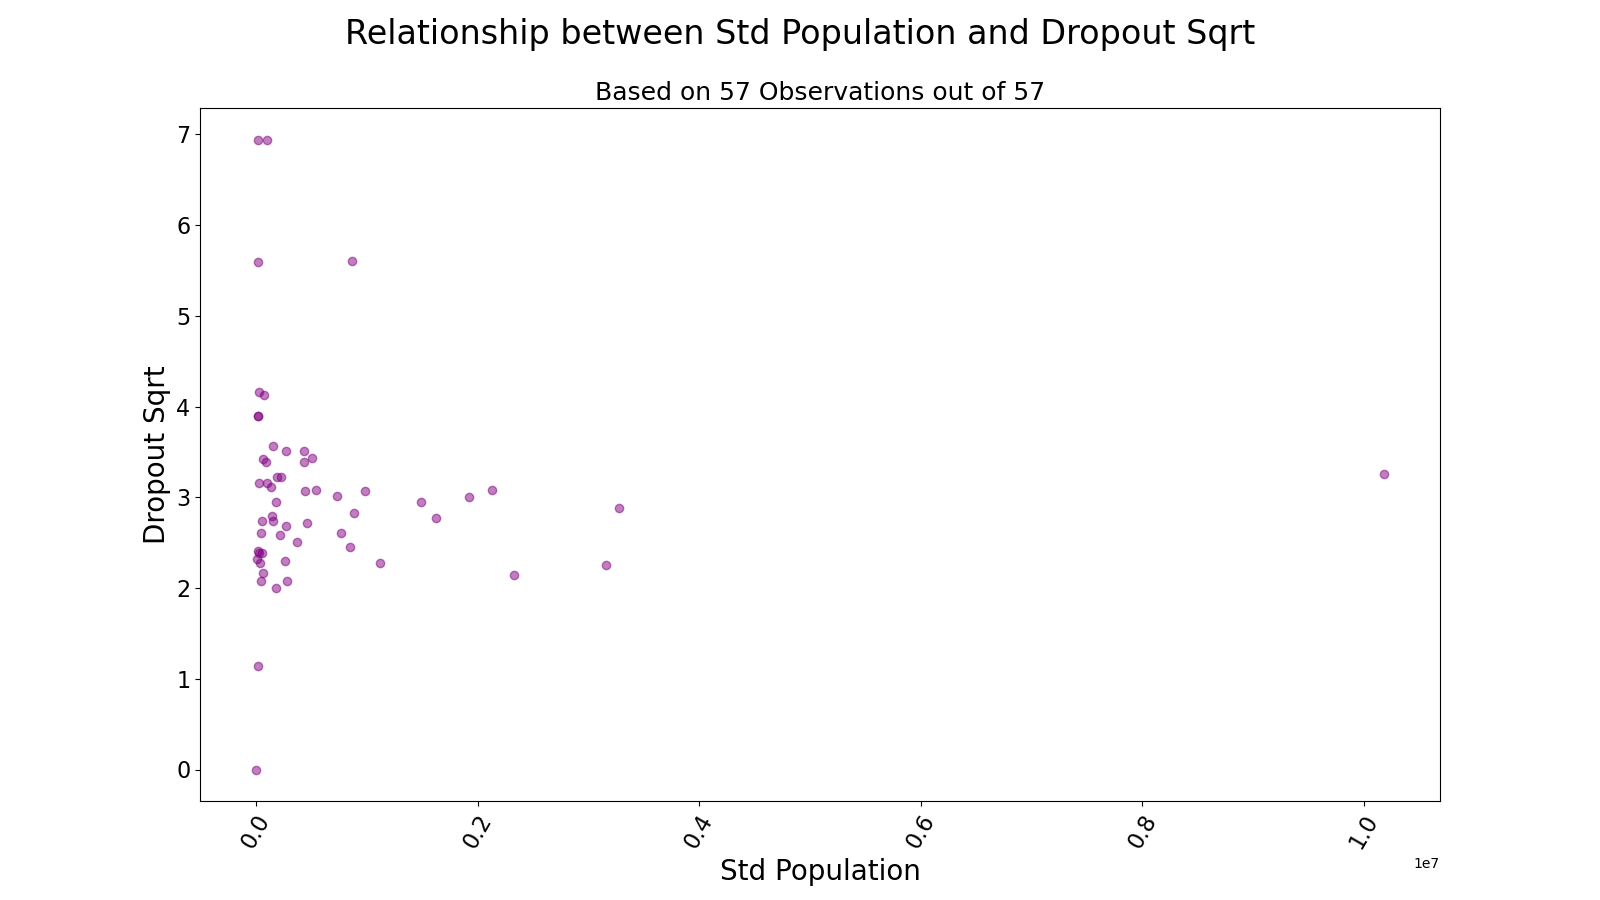 Relationship between Std Population and Dropout Sqrt
Based on 57 Observations out of 57
7
6
5
4
3
2
1
0
Dropout Sqrt
0.0 0.2 0.4 0.6 0.8 1.0
1e7
Std Population